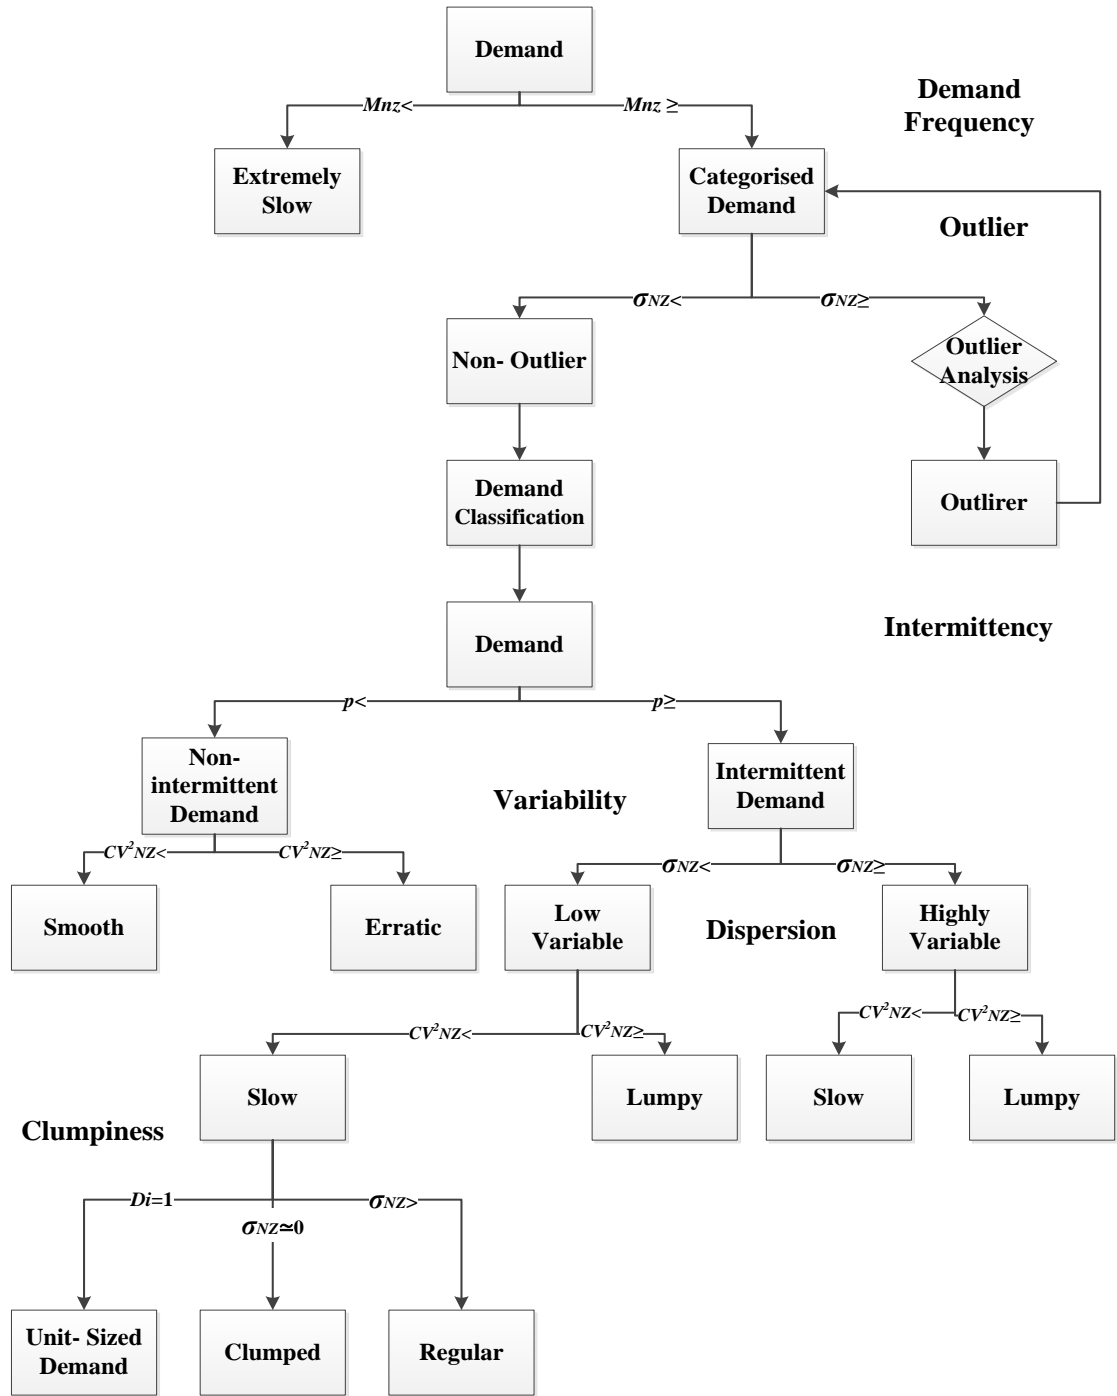 Demand
Mnz<
Mnz ≥
Demand
Frequency
Extremely
Slow
Categorised
Demand
Outlier
σNZ<
σNZ≥
Non- Outlier
Outlier
Analysis
Demand
Classification
Outlirer
Demand
Intermittency
p<
p≥
Non-
intermittent
Demand
Intermittent
Demand
Variability
CV²NZ<
CV²NZ≥
σNZ<
σNZ≥
Smooth
Erratic
Low
Variable
Dispersion
Highly
Variable
CV²NZ<
CV²NZ≥
CV²NZ<
CV²NZ≥
Slow
Lumpy
Slow
Lumpy
Clumpiness
Di=1
σNZ≃0
σNZ>
Unit- Sized
Demand
Clumped
Regular